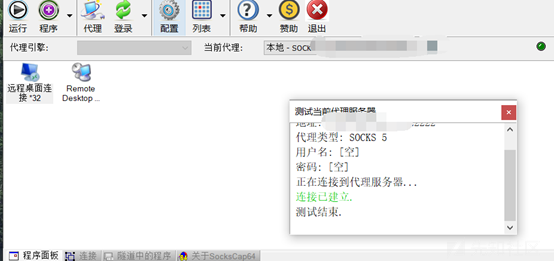 运行 程序 代理 登录 配置 列表 帮助 赞助 退出
代理引擎: 当前代理: 本地 - SOCK
远程桌面连接 *32
Remote Desktop ...
测试当前代理服务器
地址: 2222
代理类型: SOCKS 5
用户名: [空]
密码: [空]
正在连接到代理服务器...
连接已建立.
测试结束.
程序面板 连接 隧道中的程序 关于SocksCap64